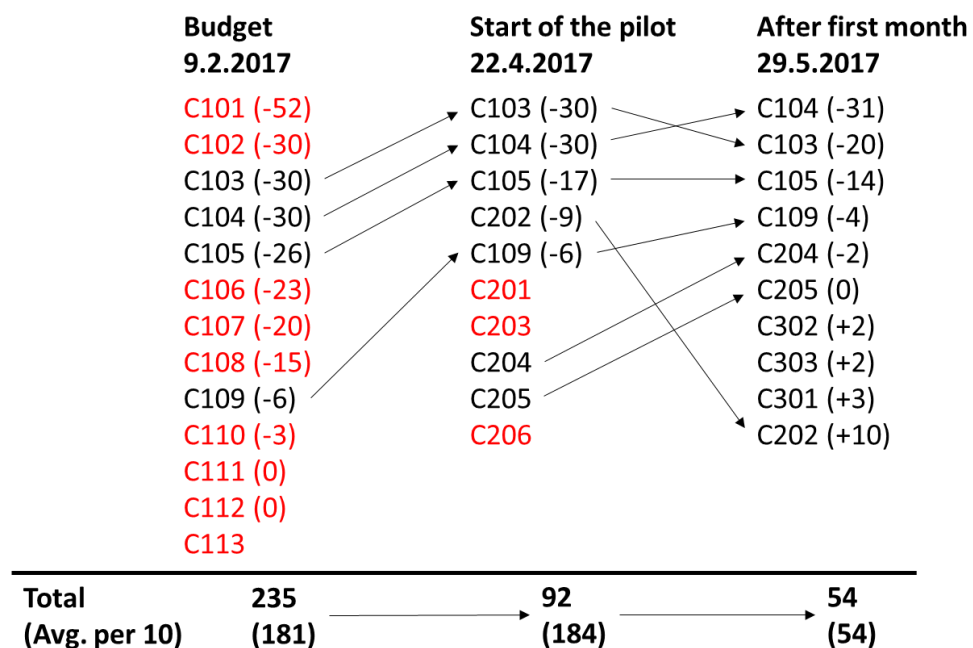 Budget
9.2.2017
C101 (-52)
C102 (-30)
C103 (-30)
C104 (-30)
C105 (-26)
C106 (-23)
C107 (-20)
C108 (-15)
C109 (-6)
C110 (-3)
C111 (0)
C112 (0)
C113
Start of the pilot
22.4.2017
C103 (-30)
C104 (-30)
C105 (-17)
C202 (-9)
C109 (-6)
C201
C203
C204
C205
C206
After first month
29.5.2017
C104 (-31)
C103 (-20)
C105 (-14)
C109 (-4)
C204 (-2)
C205 (0)
C302 (+2)
C303 (+2)
C301 (+3)
C202 (+10)
Total 235 92 54
(Avg. per 10) (181) (184) (54)